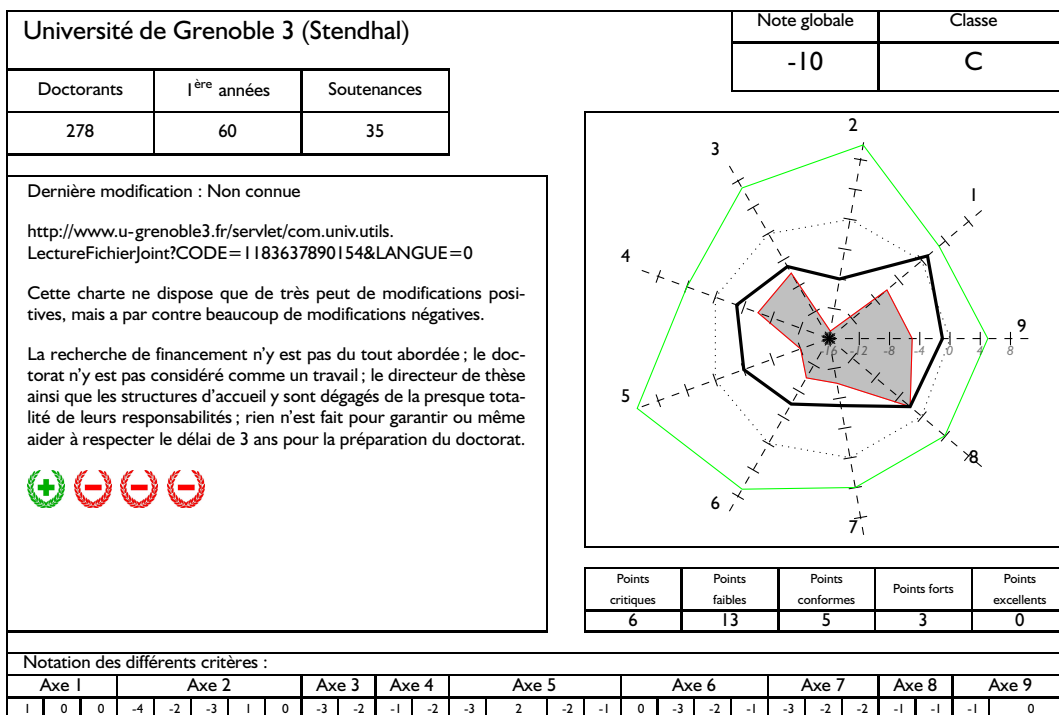 Université de Grenoble 3 (Stendhal)
Note globale Classe
-10 C
Doctorants 1ère années Soutenances
278 60 35
Dernière modification : Non connue
http://www.u-grenoble3.fr/servlet/com.univ.utils.
LectureFichierJoint?CODE=1183637890154&LANGUE=0
Cette charte ne dispose que de très peut de modifications posi-
tives, mais a par contre beaucoup de modifications négatives.
La recherche de financement n'y est pas du tout abordée ; le doc-
torat n'y est pas considéré comme un travail ; le directeur de thèse
ainsi que les structures d'accueil y sont dégagés de la presque tota-
lité de leurs responsabilités ; rien n'est fait pour garantir ou même
aider à respecter le délai de 3 ans pour la préparation du doctorat.
2
3
1
4
9
-16 -12 -8 -4 0 4 8
5
8
6
7
Points critiques Points faibles Points conformes Points forts Points excellents
6 13 5 3 0
Notation des différents critères :
Axe 1 Axe 2 Axe 3 Axe 4 Axe 5 Axe 6 Axe 7 Axe 8 Axe 9
1 0 0 -4 -2 -3 1 0 -3 -2 -1 -2 -3 2 -2 -1 0 -3 -2 -1 -3 -2 -2 -1 -1 -1 0